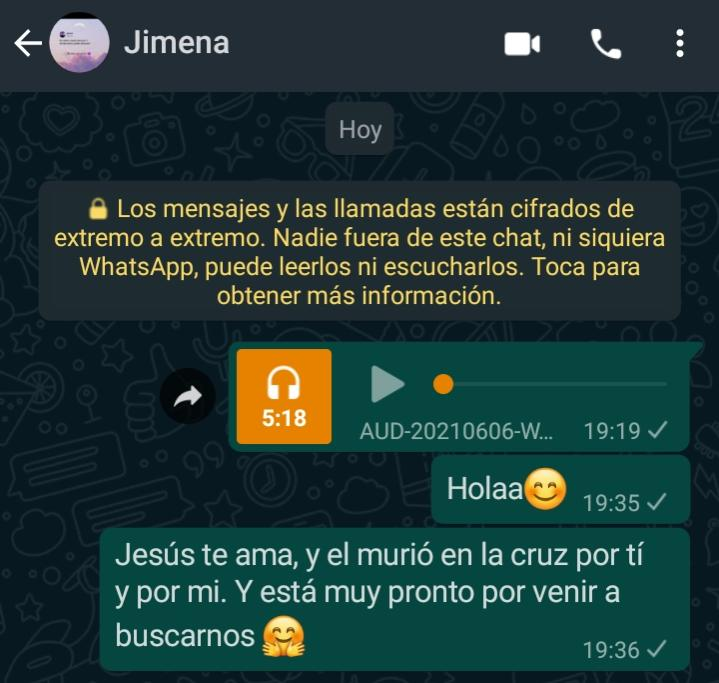 Jimena
Hoy
Los mensajes y las llamadas están cifrados de
extremo a extremo. Nadie fuera de este chat, ni siquiera
WhatsApp, puede leerlos ni escucharlos. Toca para
obtener más información.
5:18
AUD-20210606-W... 19:19
Holaa😊 19:35
Jesús te ama, y el murió en la cruz por tí
y por mi. Y está muy pronto por venir a
buscarnos 🤗
19:36